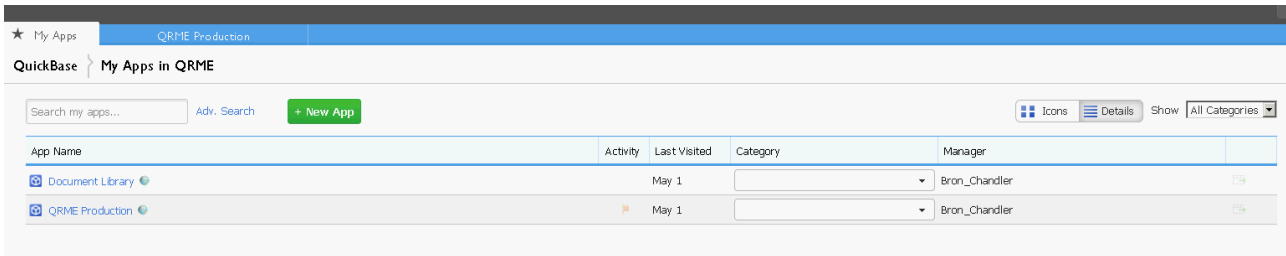 My Apps QRME Production
QuickBase My Apps in QRME
Search my apps... Adv. Search + New App Icons Details Show All Categories
App Name Activity Last Visited Category Manager
Document Library May 1 Bron_Chandler
QRME Production May 1 Bron_Chandler